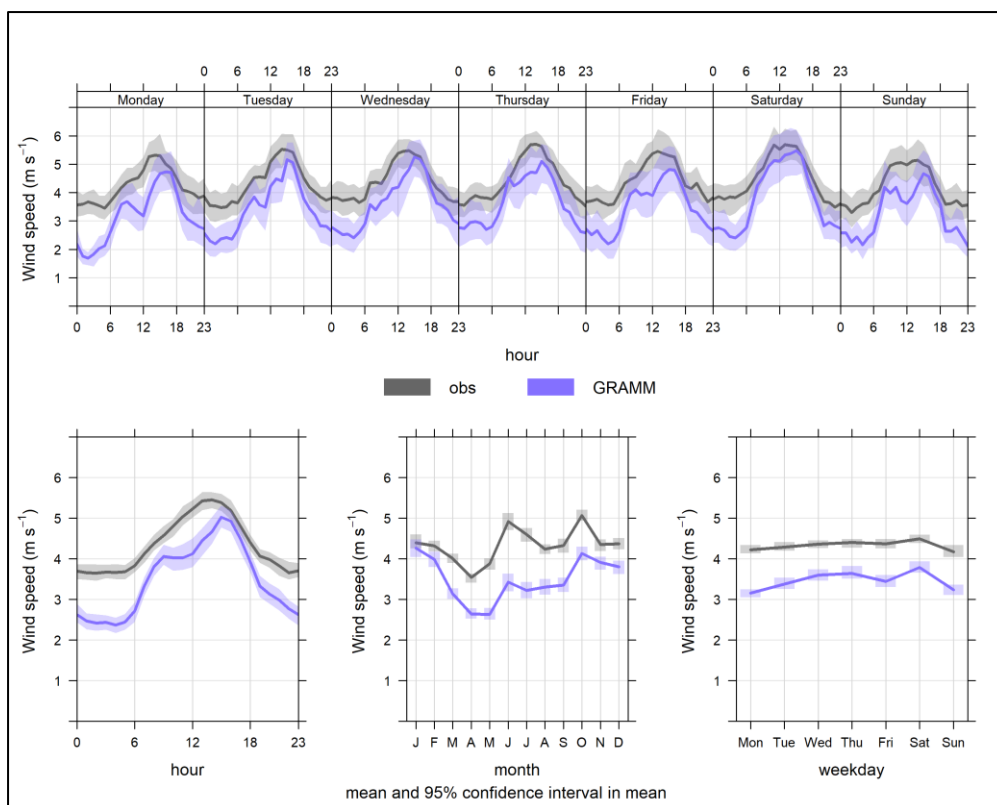 0 6 12 18 23 0 6 12 18 23 0 6 12 18 23
Monday Tuesday Wednesday Thursday Friday Saturday Sunday
6
5
4
3
2
1
Wind speed (m s⁻¹)
0 6 12 18 23 0 6 12 18 23 0 6 12 18 23 0 6 12 18 23
hour
obs GRAMM
6
5
4
3
2
1
Wind speed (m s⁻¹)
0 6 12 18 23
hour
6
5
4
3
2
1
Wind speed (m s⁻¹)
J F M A M J J A S O N D
month
6
5
4
3
2
1
Wind speed (m s⁻¹)
Mon Tue Wed Thu Fri Sat Sun
weekday
mean and 95% confidence interval in mean